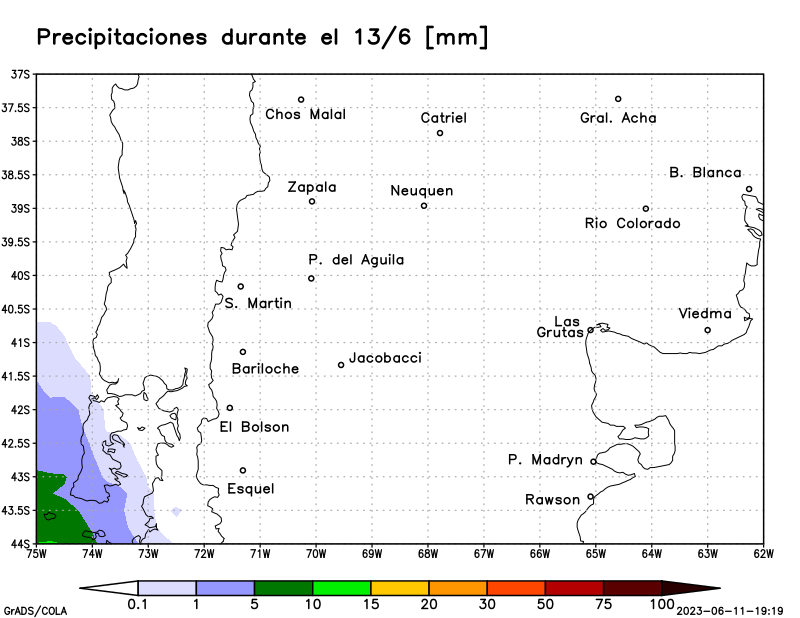 Precipitaciones durante el 13/6 [mm]
37S
37.5S
38S
38.5S
39S
39.5S
40S
40.5S
41S
41.5S
42S
42.5S
43S
43.5S
44S
Chos Malal
Catriel
Gral. Acha
B. Blanca
Zapala
Neuquen
Rio Colorado
P. del Aguila
S. Martin
Viedma
Las
Grutas
Bariloche
Jacobacci
El Bolson
P. Madryn
Esquel
Rawson
75W 74W 73W 72W 71W 70W 69W 68W 67W 66W 65W 64W 63W 62W
0.1 1 5 10 15 20 30 50 75 100
GrADS/COLA
2023-06-11-19:19